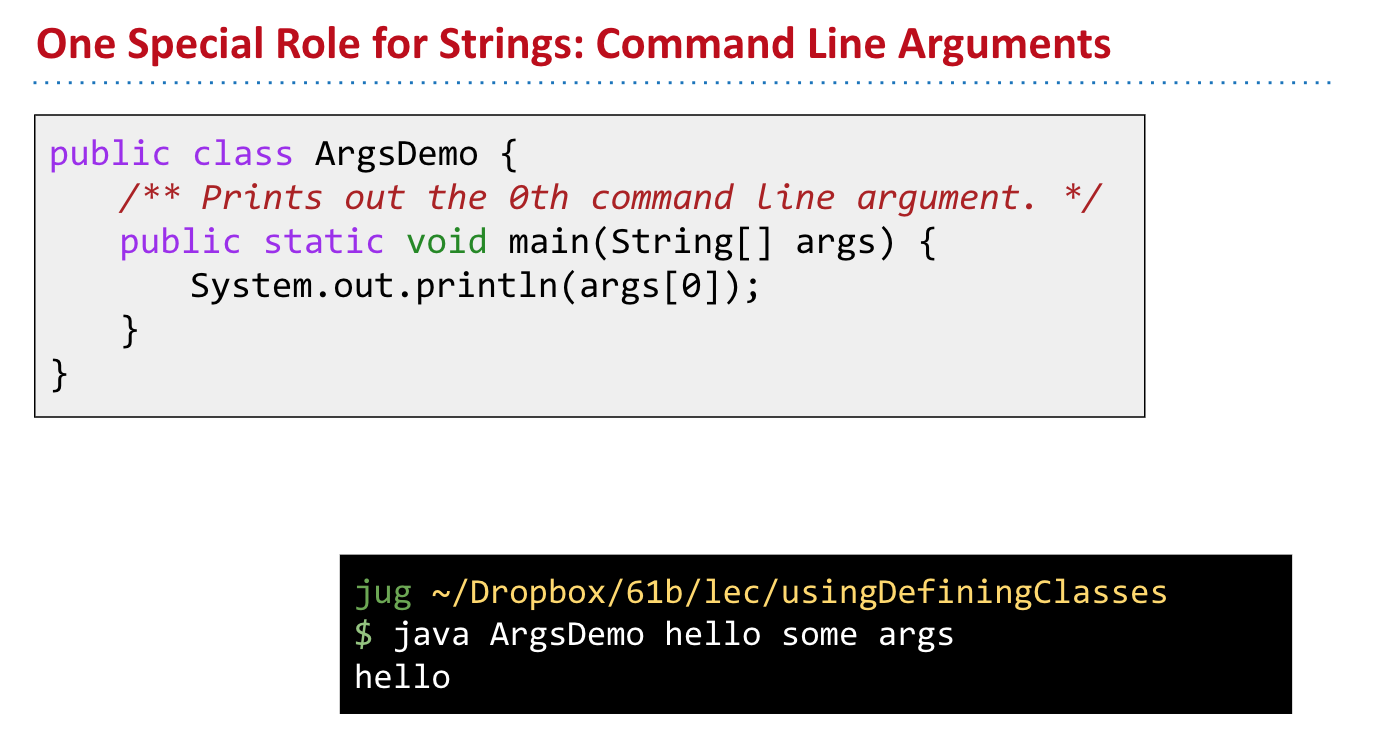 One Special Role for Strings: Command Line Arguments
public class ArgsDemo {
/** Prints out the 0th command line argument. */
public static void main(String[] args) {
System.out.println(args[0]);
}
}
jug ~/Dropbox/61b/lec/usingDefiningClasses
$ java ArgsDemo hello some args
hello